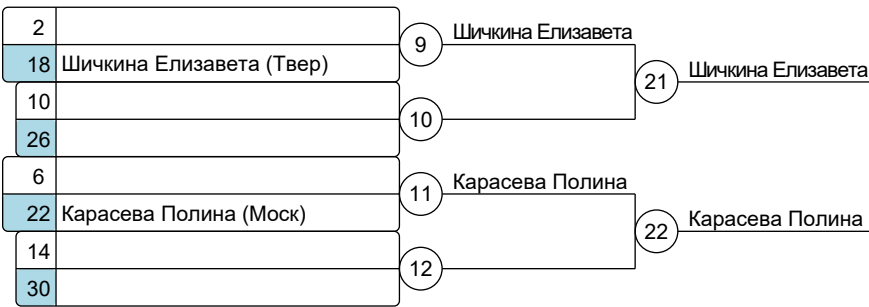 2
9 Шичкина Елизавета
18 Шичкина Елизавета (Твер)
21 Шичкина Елизавета
10
10
26
6
11 Карасева Полина
22 Карасева Полина (Моск)
22 Карасева Полина
14
12
30